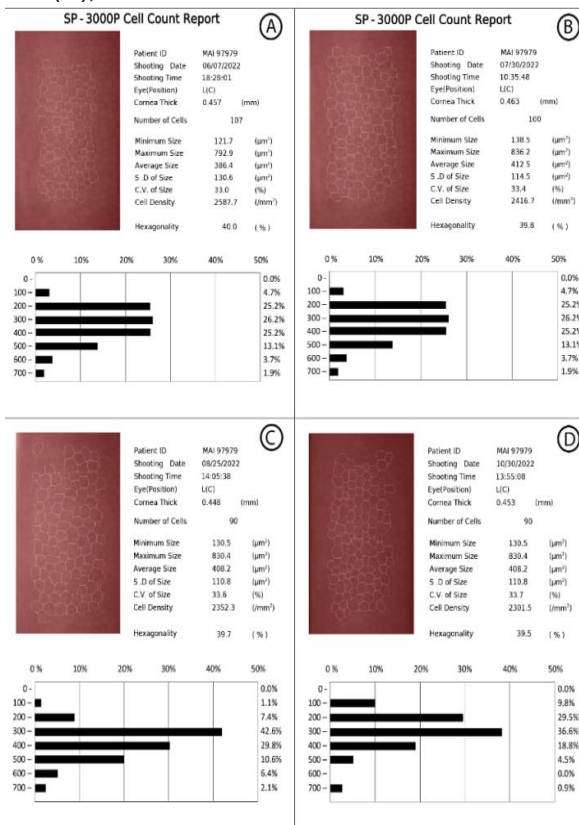 SP - 3000P Cell Count Report
A
Patient ID MAI 97979
Shooting Date 06/07/2022
Shooting Time 18:28:01
Eye(Position) L(C)
Cornea Thick 0.457 (mm)
Number of Cells 107
Minimum Size 121.7 (µm²)
Maximum Size 792.9 (µm²)
Average Size 386.4 (µm²)
S .D of Size 130.6 (µm²)
C.V. of Size 33.0 (%)
Cell Density 2587.7 (/mm²)
Hexagonality 40.0 ( % )
0 % 10% 20% 30% 40% 50%
0 - 0.0%
100 - 4.7%
200 - 25.2%
300 - 26.2%
400 - 25.2%
500 - 13.1%
600 - 3.7%
700 - 1.9%
SP - 3000P Cell Count Report
B
Patient ID MAI 97979
Shooting Date 07/30/2022
Shooting Time 10:35:48
Eye(Position) L(C)
Cornea Thick 0.463 (mm)
Number of Cells 100
Minimum Size 138.5 (µm²)
Maximum Size 836.2 (µm²)
Average Size 412.5 (µm²)
S .D of Size 114.5 (µm²)
C.V. of Size 33.4 (%)
Cell Density 2416.7 (/mm²)
Hexagonality 39.8 ( % )
0 % 10% 20% 30% 40% 50%
0 - 0.0%
100 - 4.7%
200 - 25.2%
300 - 26.2%
400 - 25.2%
500 - 13.1%
600 - 3.7%
700 - 1.9%
C
Patient ID MAI 97979
Shooting Date 08/25/2022
Shooting Time 14:05:38
Eye(Position) L(C)
Cornea Thick 0.448 (mm)
Number of Cells 90
Minimum Size 130.5 (µm²)
Maximum Size 830.4 (µm²)
Average Size 408.2 (µm²)
S .D of Size 110.8 (µm²)
C.V. of Size 33.6 (%)
Cell Density 2352.3 (/mm²)
Hexagonality 39.7 ( % )
0 % 10% 20% 30% 40% 50%
0 - 0.0%
100 - 1.1%
200 - 7.4%
300 - 42.6%
400 - 29.8%
500 - 10.6%
600 - 6.4%
700 - 2.1%
D
Patient ID MAI 97979
Shooting Date 10/30/2022
Shooting Time 13:55:08
Eye(Position) L(C)
Cornea Thick 0.453 (mm)
Number of Cells 90
Minimum Size 130.5 (µm²)
Maximum Size 830.4 (µm²)
Average Size 408.2 (µm²)
S .D of Size 110.8 (µm²)
C.V. of Size 33.7 (%)
Cell Density 2301.5 (/mm²)
Hexagonality 39.5 ( % )
0 % 10% 20% 30% 40% 50%
0 - 0.0%
100 - 9.8%
200 - 29.5%
300 - 36.6%
400 - 18.8%
500 - 4.5%
600 - 0.0%
700 - 0.9%